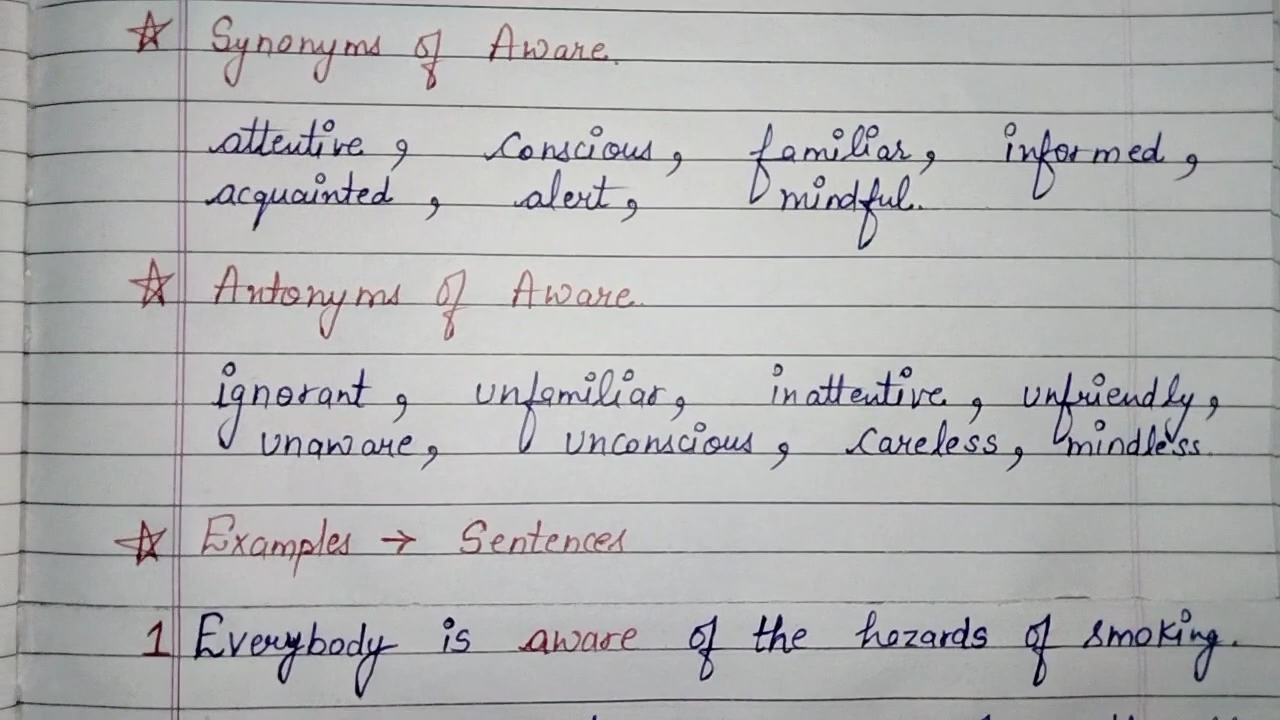 ☆ Synonyms of Aware.
attentive, conscious, familiar, informed,
acquainted, alert, mindful.
☆ Antonyms of Aware.
ignorant, unfamiliar, inattentive, unfriendly,
unaware, unconscious, careless, mindless.
☆ Examples → Sentences
1 Everybody is aware of the hazards of smoking.